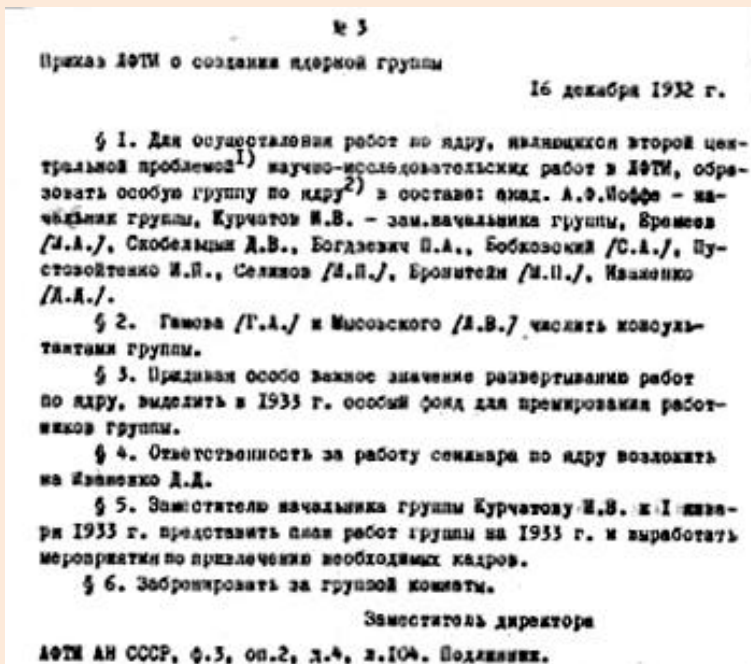 № 3
Приказ ЛФТИ о создании ядерной группы
16 декабря 1932 г.
§ I. Для осуществления работ по ядру, являющихся второй цен-
тральной проблемой I) научно-исследовательских работ в ЛФТИ, обра-
зовать особую группу по ядру 2) в составе: акад. А.Ф.Иоффе - на-
чальник группы, Курчатов И.В. - зам.начальника группы, Еремеев
/М.А./, Скобельцын Д.В., Богдзевич П.А., Бобковский /С.А./, Пу-
стовойтенко И.П., Селинов /И.П./, Бронштейн /М.П./, Иваненко
/Д.Д./.
§ 2. Гамова /Г.А./ и Мысовского /Л.В./ числить консуль-
тантами группы.
§ 3. Придавая особо важное значение развертыванию работ
по ядру, выделить в 1933 г. особый фонд для премирования работ-
ников группы.
§ 4. Ответственность за работу семинара по ядру возложить
на Иваненко Д.Д.
§ 5. Заместителю начальника группы Курчатову И.В. к I янва-
ря 1933 г. представить план работ группы на 1933 г. и выработать
мероприятия по привлечению необходимых кадров.
§ 6. Забронировать за группой комнаты.
Заместитель директора
ЛФТИ АН СССР, ф.3, оп.2, д.4, л.104. Подлинник.